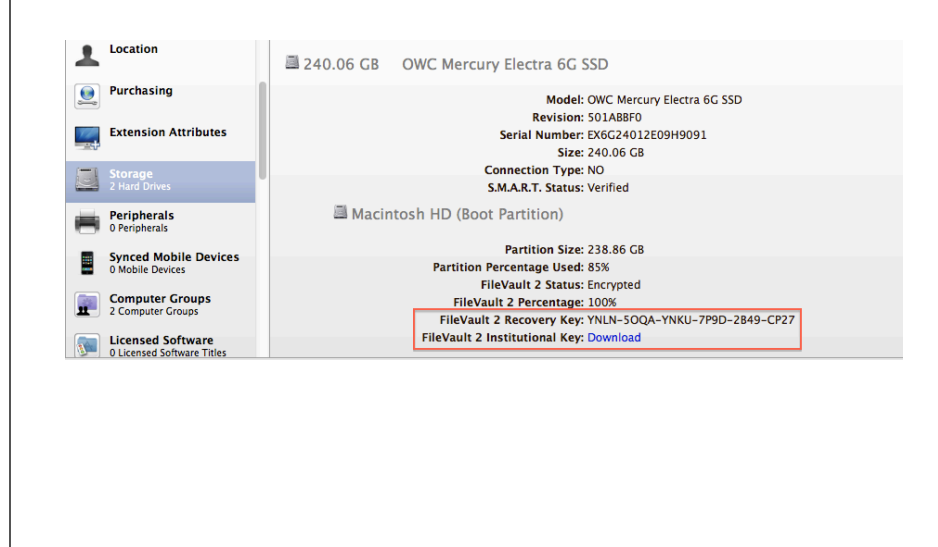 Location
Purchasing
Extension Attributes
Storage
2 Hard Drives
Peripherals
0 Peripherals
Synced Mobile Devices
0 Mobile Devices
Computer Groups
2 Computer Groups
Licensed Software
0 Licensed Software Titles
240.06 GB OWC Mercury Electra 6G SSD
Model: OWC Mercury Electra 6G SSD
Revision: 501ABBF0
Serial Number: EX6G24012E09H9091
Size: 240.06 GB
Connection Type: NO
S.M.A.R.T. Status: Verified
Macintosh HD (Boot Partition)
Partition Size: 238.86 GB
Partition Percentage Used: 85%
FileVault 2 Status: Encrypted
FileVault 2 Percentage: 100%
FileVault 2 Recovery Key: YNLN-5OQA-YNKU-7P9D-2B49-CP27
FileVault 2 Institutional Key: Download